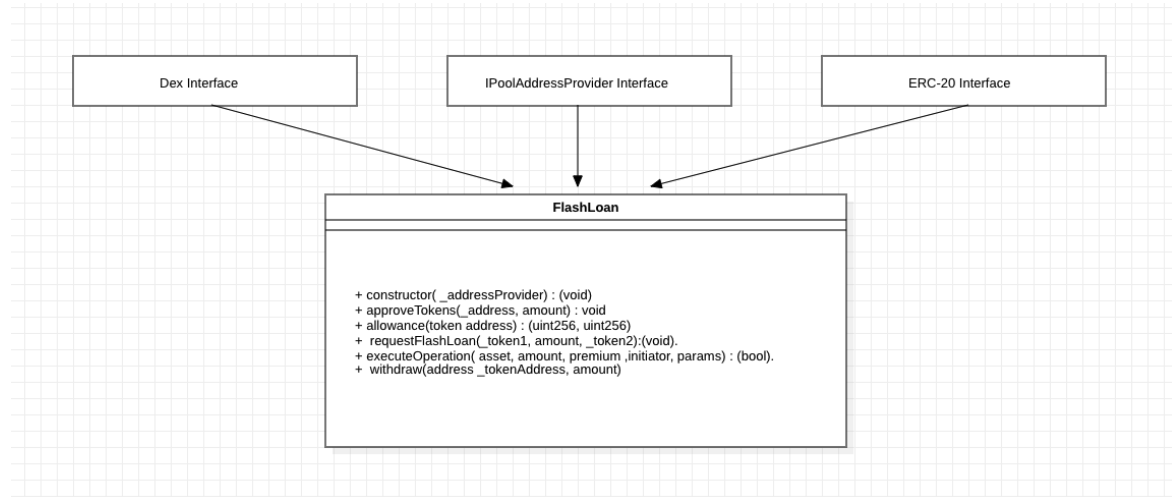 Dex Interface
IPoolAddressProvider Interface
ERC-20 Interface
FlashLoan
+ constructor( _addressProvider) : (void)
+ approveTokens(_address, amount) : void
+ allowance(token address) : (uint256, uint256)
+ requestFlashLoan(_token1, amount, _token2):(void).
+ executeOperation( asset, amount, premium ,initiator, params) : (bool).
+ withdraw(address _tokenAddress, amount)